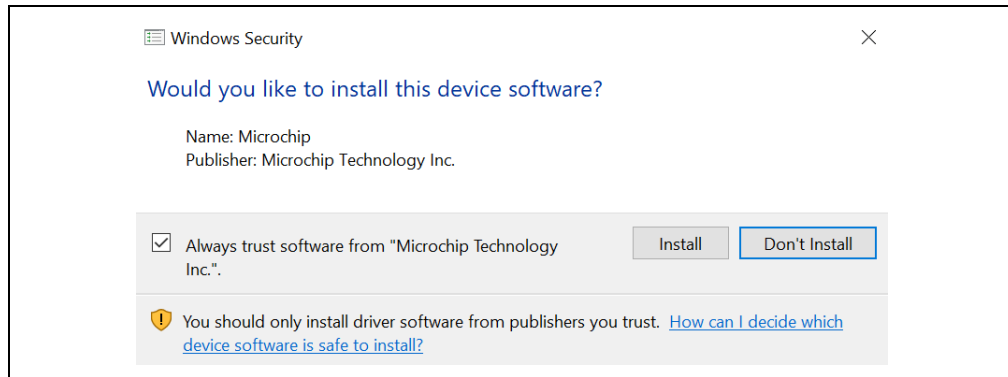 Windows Security
Would you like to install this device software?
Name: Microchip
Publisher: Microchip Technology Inc.
Always trust software from "Microchip Technology
Inc.".
Install
Don't Install
You should only install driver software from publishers you trust. How can I decide which
device software is safe to install?